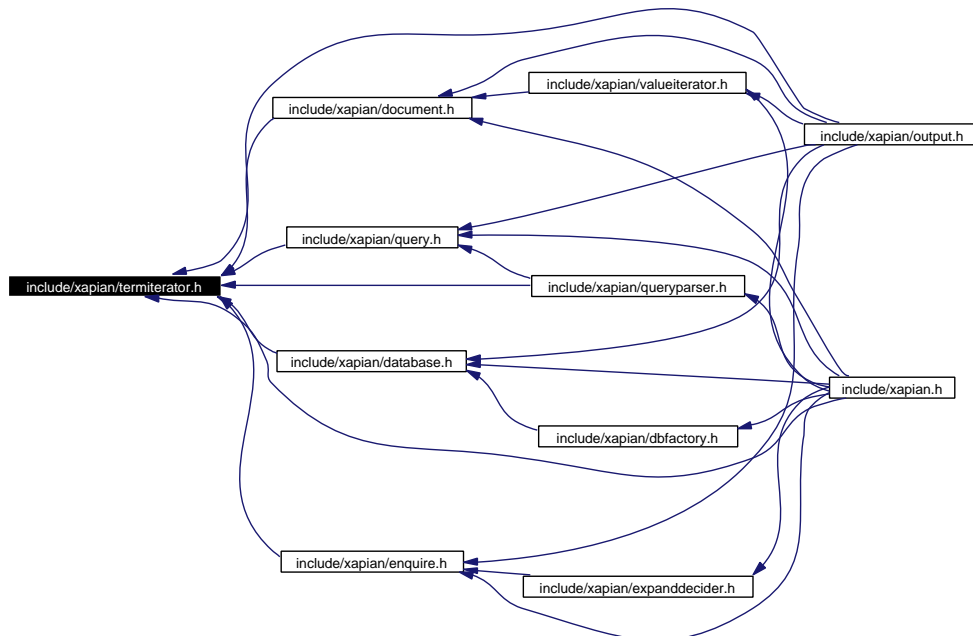 include/xapian/valueiterator.h
include/xapian/document.h
include/xapian/output.h
include/xapian/query.h
include/xapian/termiterator.h
include/xapian/queryparser.h
include/xapian/database.h
include/xapian.h
include/xapian/dbfactory.h
include/xapian/enquire.h
include/xapian/expanddecider.h